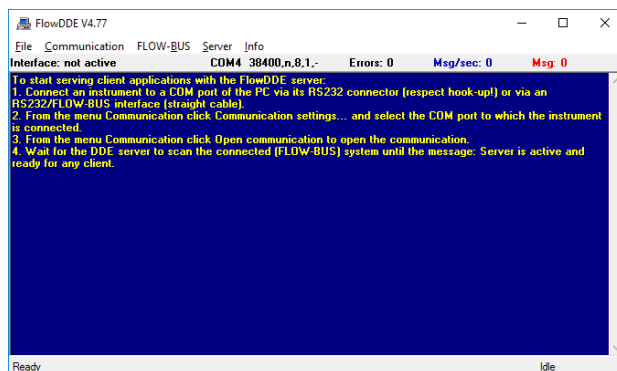 FlowDDE V4.77
File Communication FLOW-BUS Server Info
Interface: not active COM4 38400,n,8,1,- Errors: 0 Msg/sec: 0 Msg: 0
To start serving client applications with the FlowDDE server:
1. Connect an instrument to a COM port of the PC via its RS232 connector (respect hook-up!) or via an
RS232/FLOW-BUS interface (straight cable).
2. From the menu Communication click Communication settings... and select the COM port to which the instrument
is connected.
3. From the menu Communication click Open communication to open the communication.
4. Wait for the DDE server to scan the connected (FLOW-BUS) system until the message: Server is active and
ready for any client.
Ready Idle